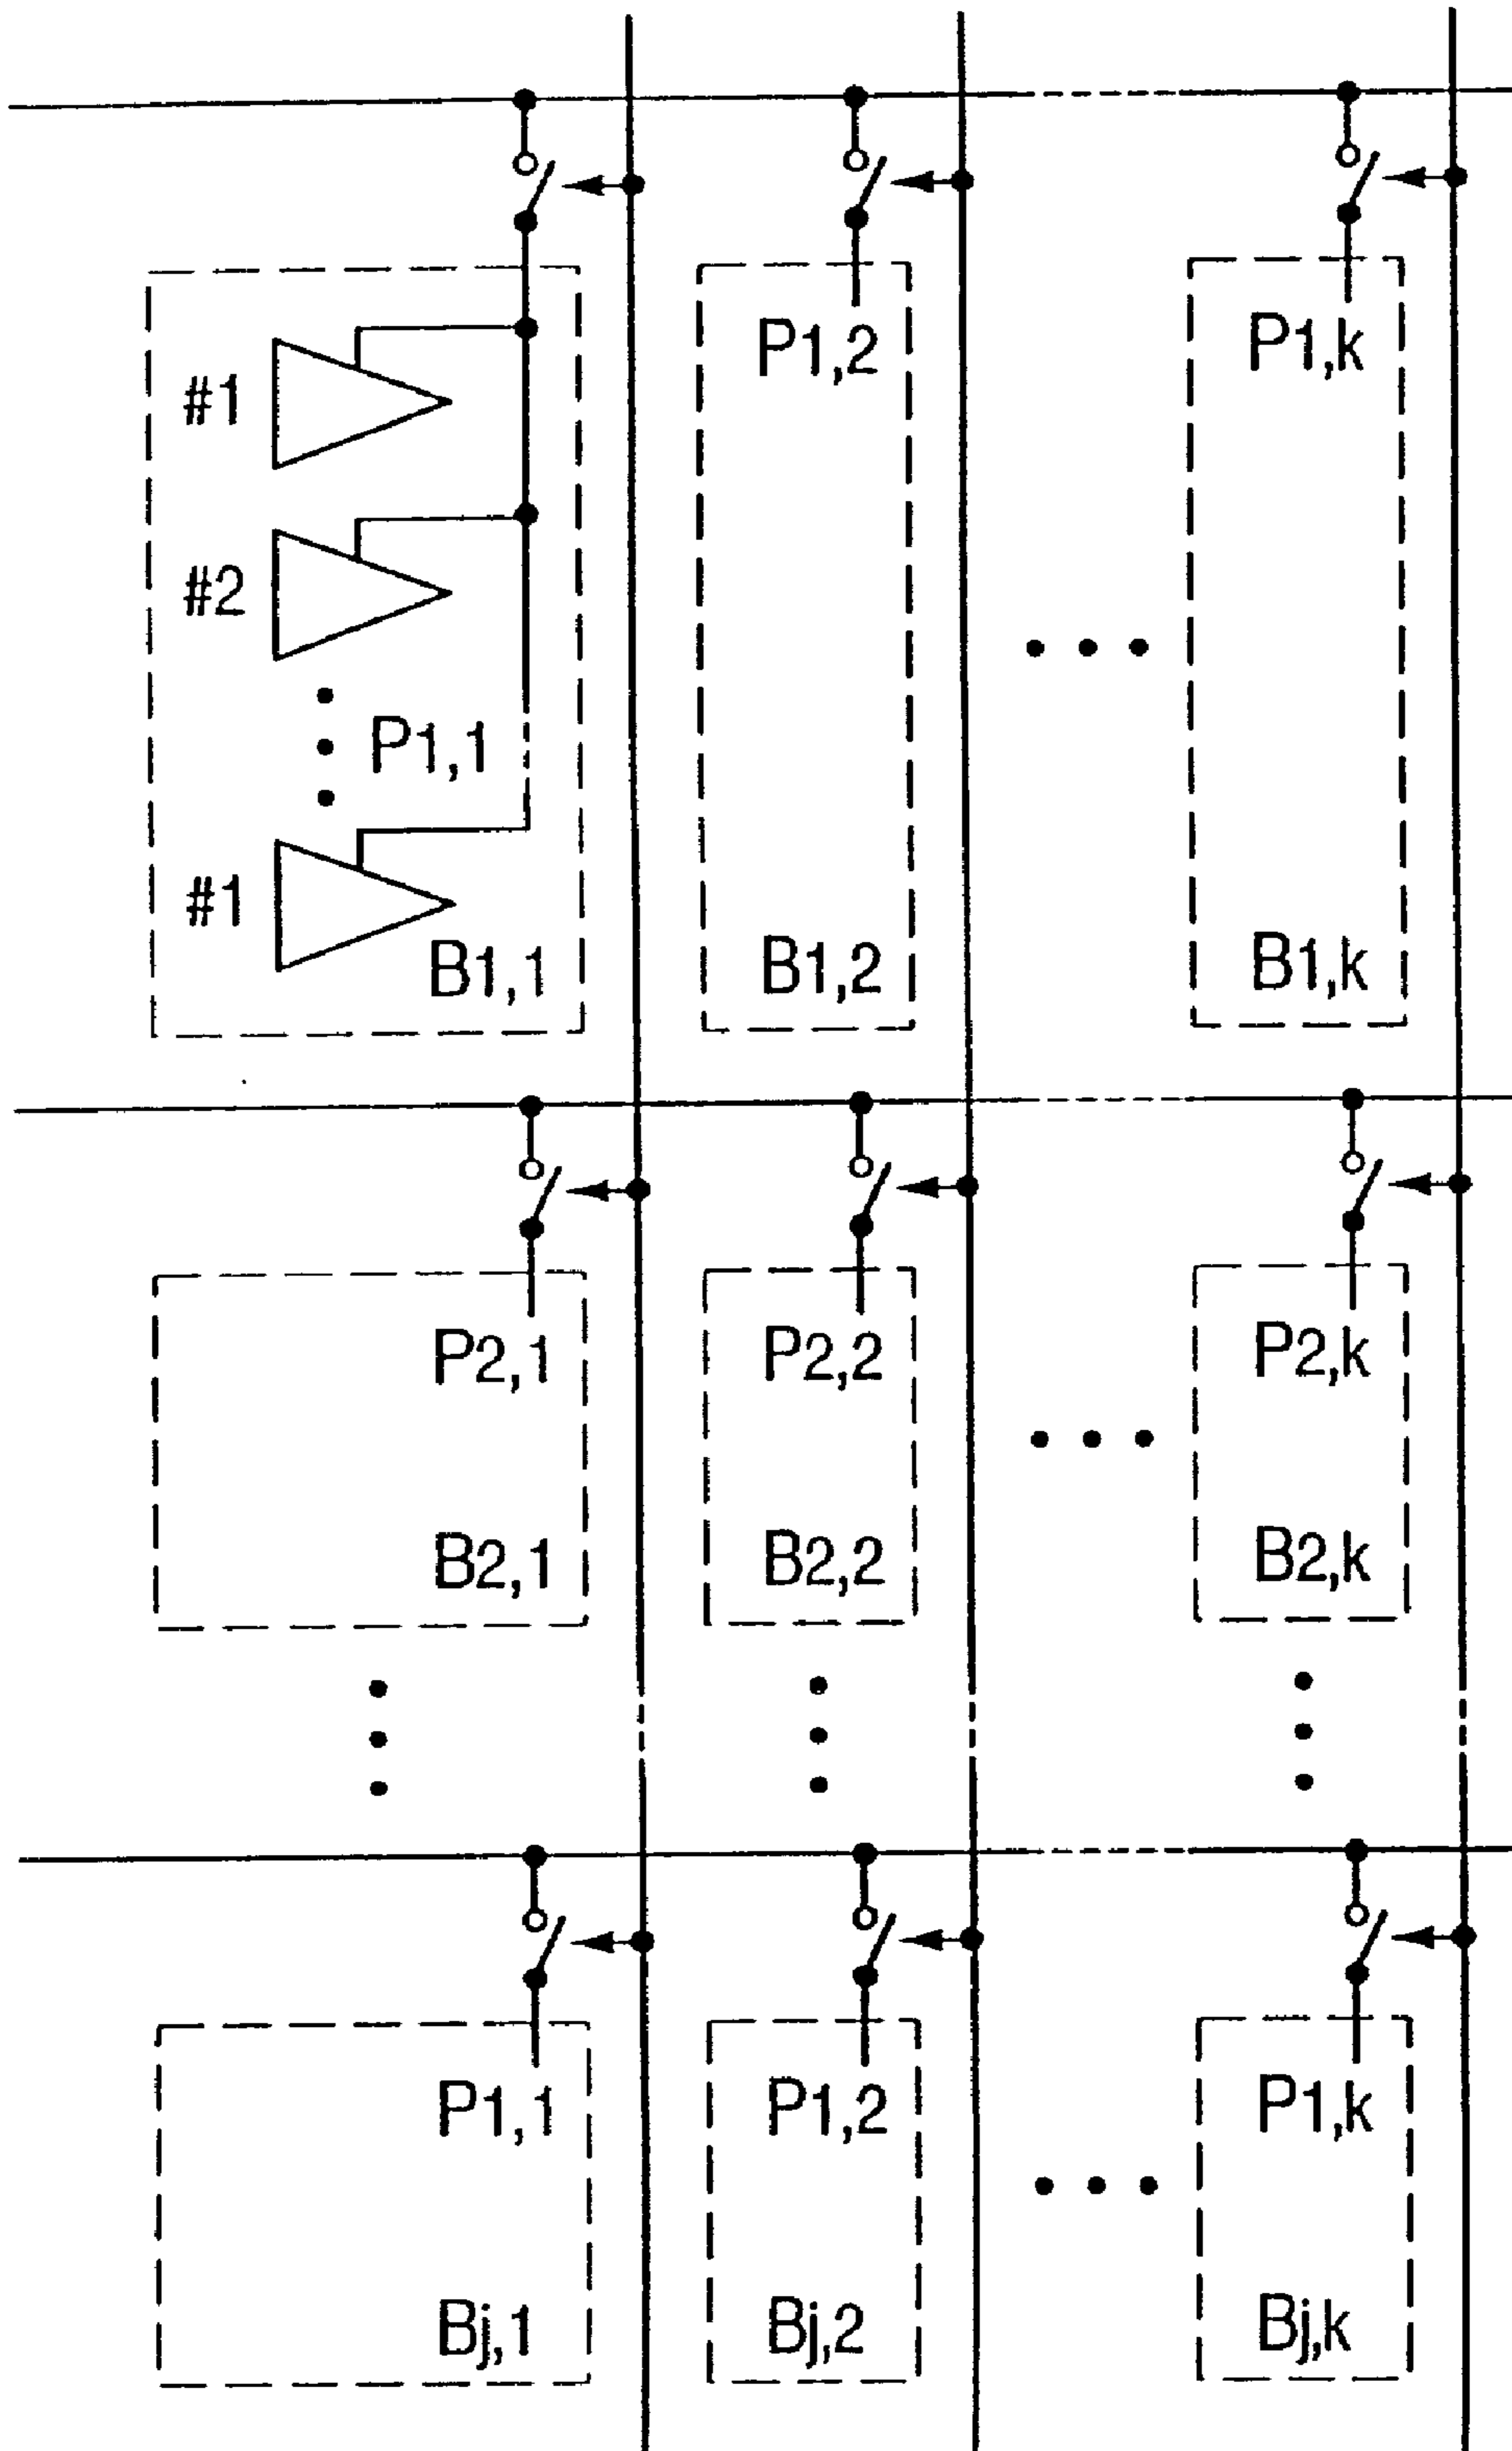 P1,2
P1,k
#1
#2
P1,1
#1
B1,1
B1,2
B1,k
P2,1
P2,2
P2,k
B2,1
B2,2
B2,k
P1,1
P1,2
P1,k
Bj,1
Bj,2
Bj,k